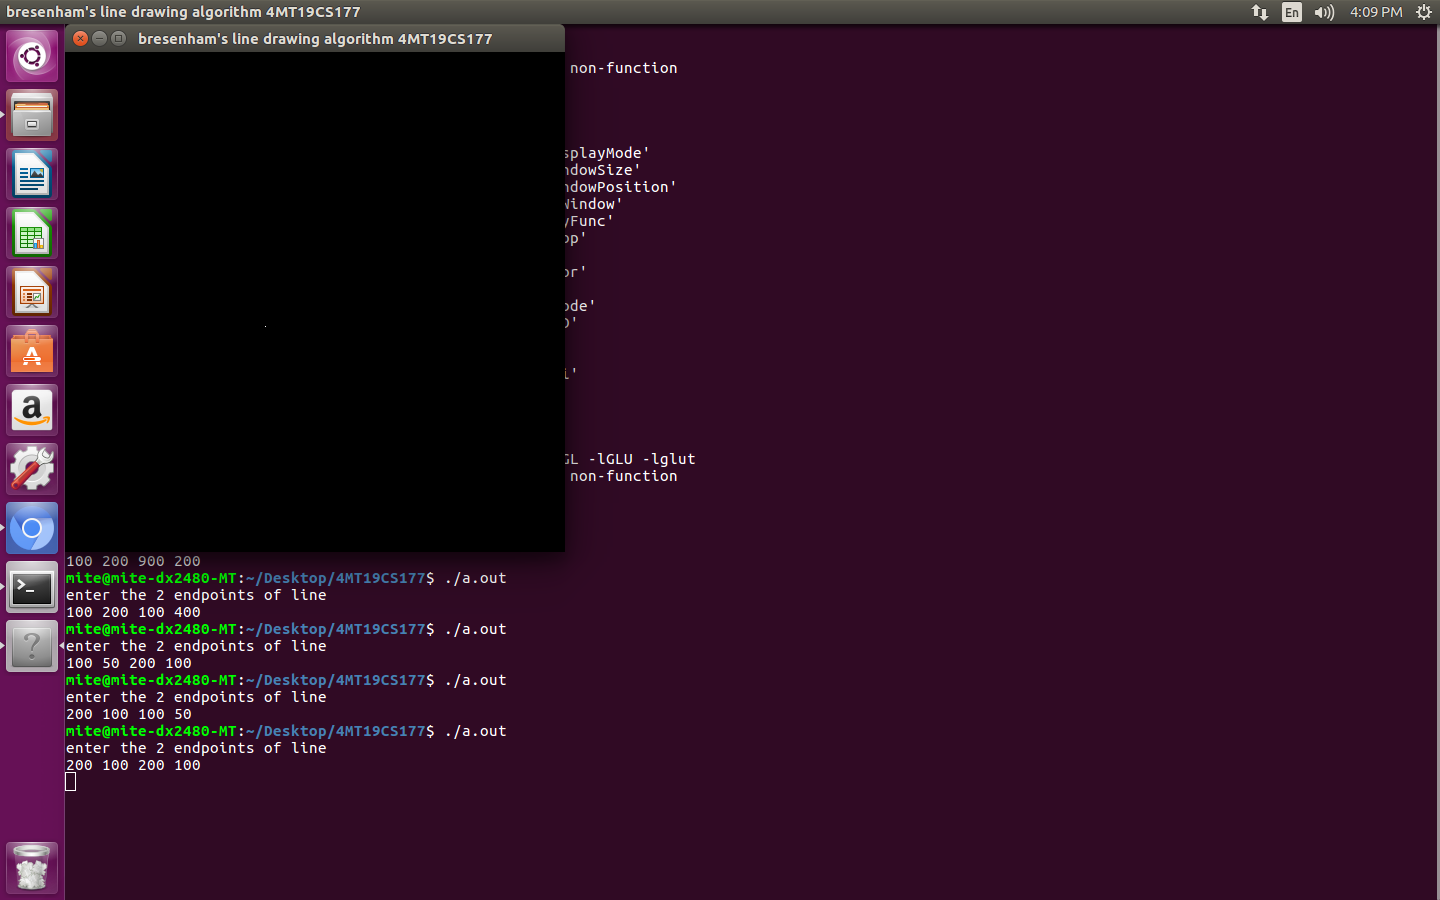 bresenham's line drawing algorithm 4MT19CS177
En
4:09 PM
bresenham's line drawing algorithm 4MT19CS177
non-function
splayMode'
ndowSize'
ndowPosition'
Window'
yFunc'
op'
or'
ode'
D'
i'
GL -lGLU -lglut
non-function
100 200 900 200
mite@mite-dx2480-MT:~/Desktop/4MT19CS177$ ./a.out
enter the 2 endpoints of line
100 200 100 400
mite@mite-dx2480-MT:~/Desktop/4MT19CS177$ ./a.out
enter the 2 endpoints of line
100 50 200 100
mite@mite-dx2480-MT:~/Desktop/4MT19CS177$ ./a.out
enter the 2 endpoints of line
200 100 100 50
mite@mite-dx2480-MT:~/Desktop/4MT19CS177$ ./a.out
enter the 2 endpoints of line
200 100 200 100